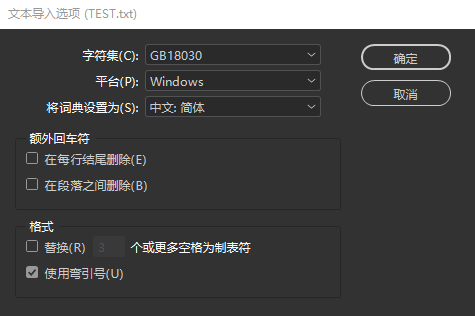 文本导入选项 (TEST.txt)
字符集(C): GB18030
确定
平台(P): Windows
取消
将词典设置为(S): 中文: 简体
额外回车符
在每行结尾删除(E)
在段落之间删除(B)
格式
替换(R) 3 个或更多空格为制表符
使用弯引号(U)